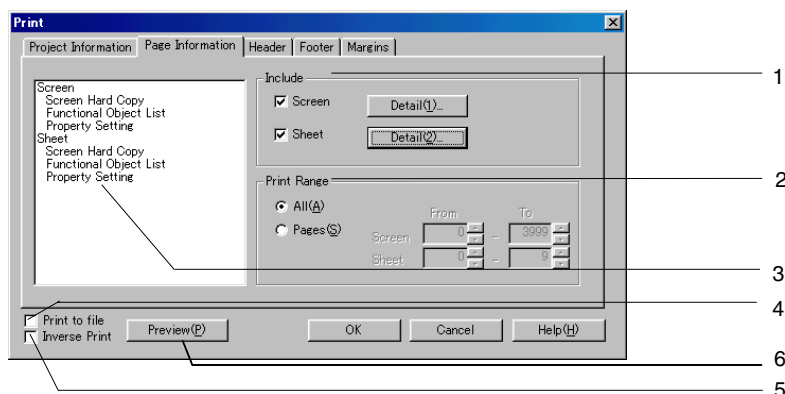 Print
Project Information Page Information Header Footer Margins
Screen
Screen Hard Copy
Functional Object List
Property Setting
Sheet
Screen Hard Copy
Functional Object List
Property Setting
Include
Screen Detail(1)...
Sheet Detail(2)...
Print Range
All(A)
Pages(S)
From To
Screen 0 - 3999
Sheet 0 - 9
Print to file
Inverse Print
Preview(P) OK Cancel Help(H)
1
2
3
4
6
5